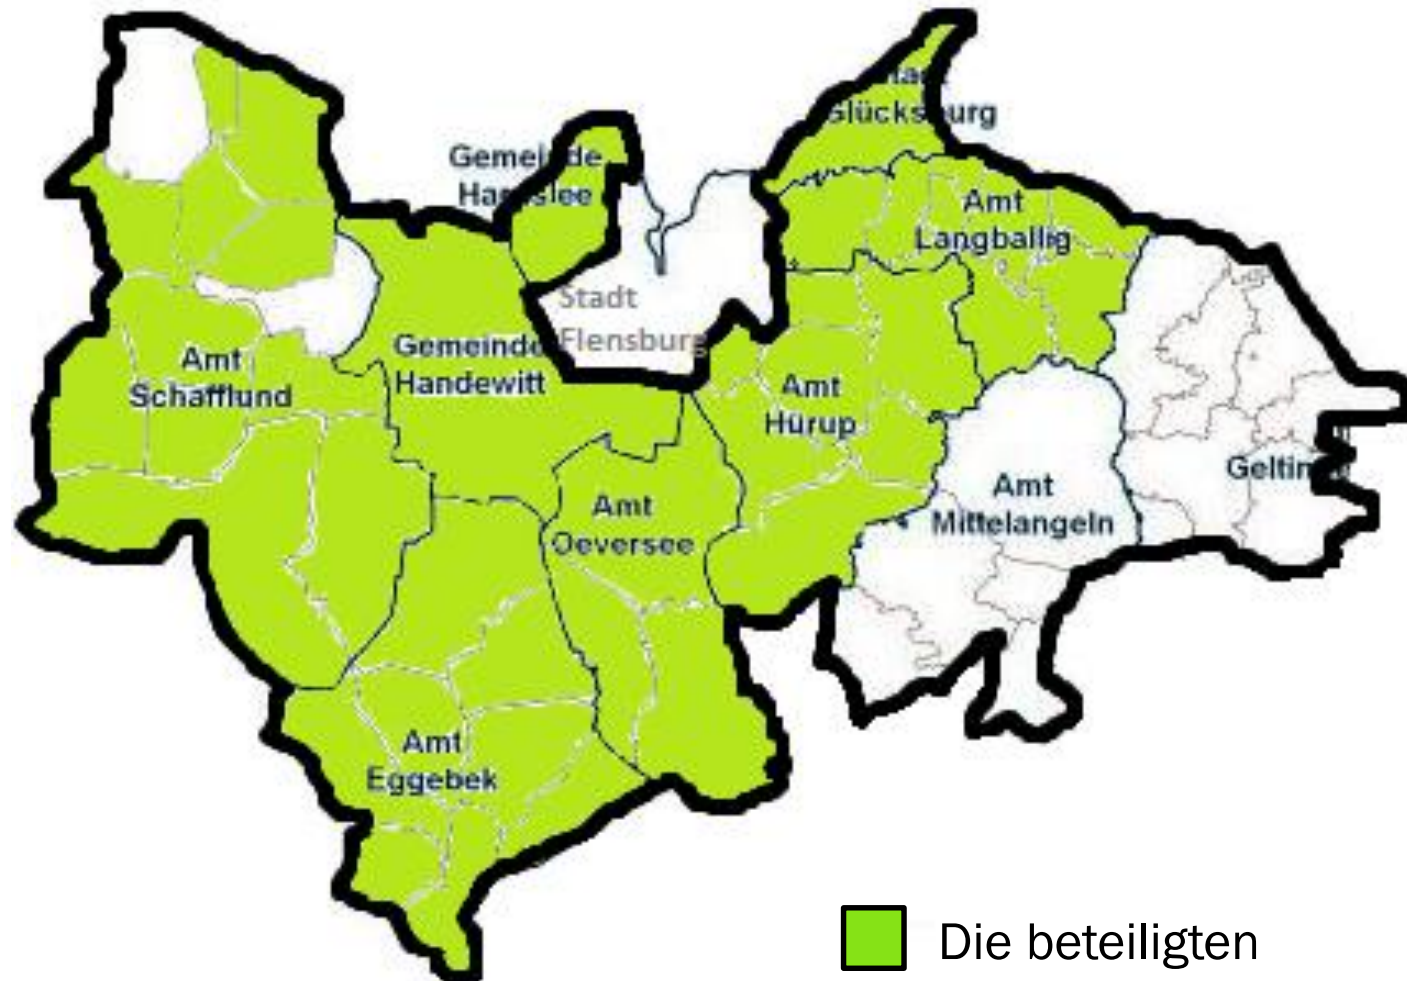 Gemeinde
Harrislee
Stadt
Glücksburg
Amt
Langballig
Stadt
Flensburg
Gemeinde
Handewitt
Amt
Schafflund
Amt
Hürup
Amt
Oeversee
Amt
Mittelangeln
Amt
Eggebek
Die beteiligten